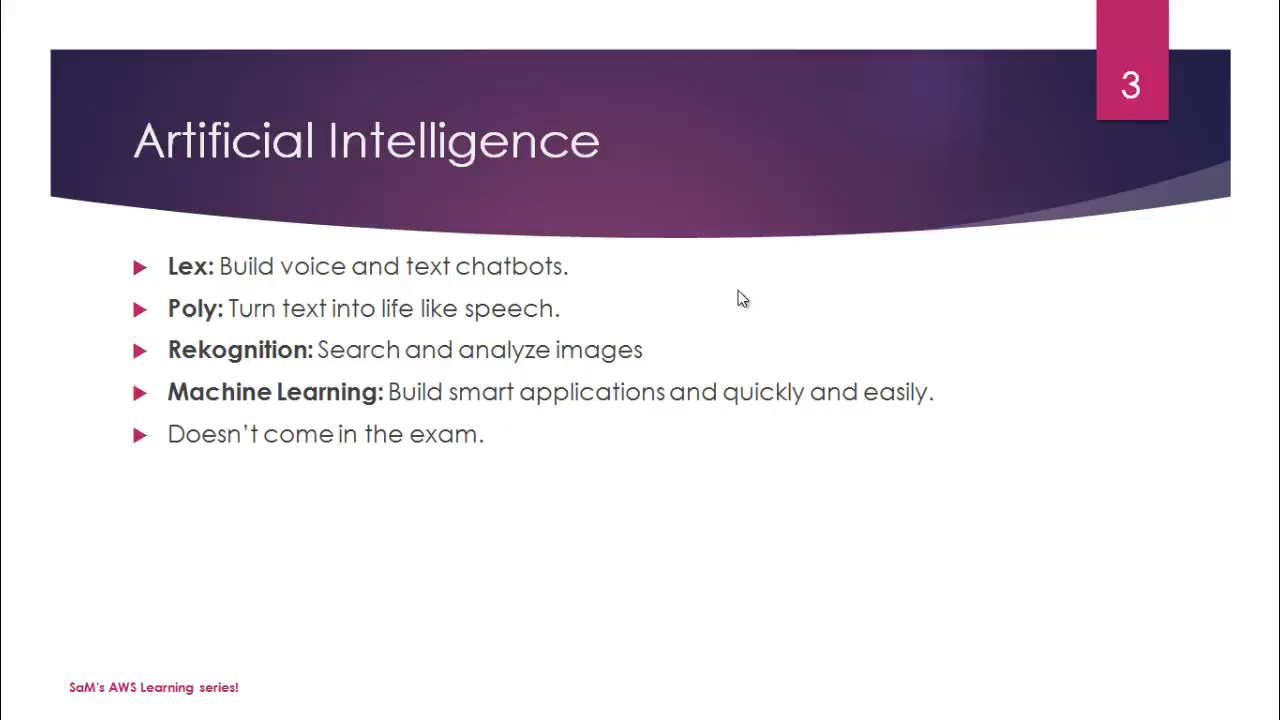 3
Artificial Intelligence
Lex: Build voice and text chatbots.
Poly: Turn text into life like speech.
Rekognition: Search and analyze images
Machine Learning: Build smart applications and quickly and easily.
Doesn't come in the exam.
SaM's AWS Learning series!